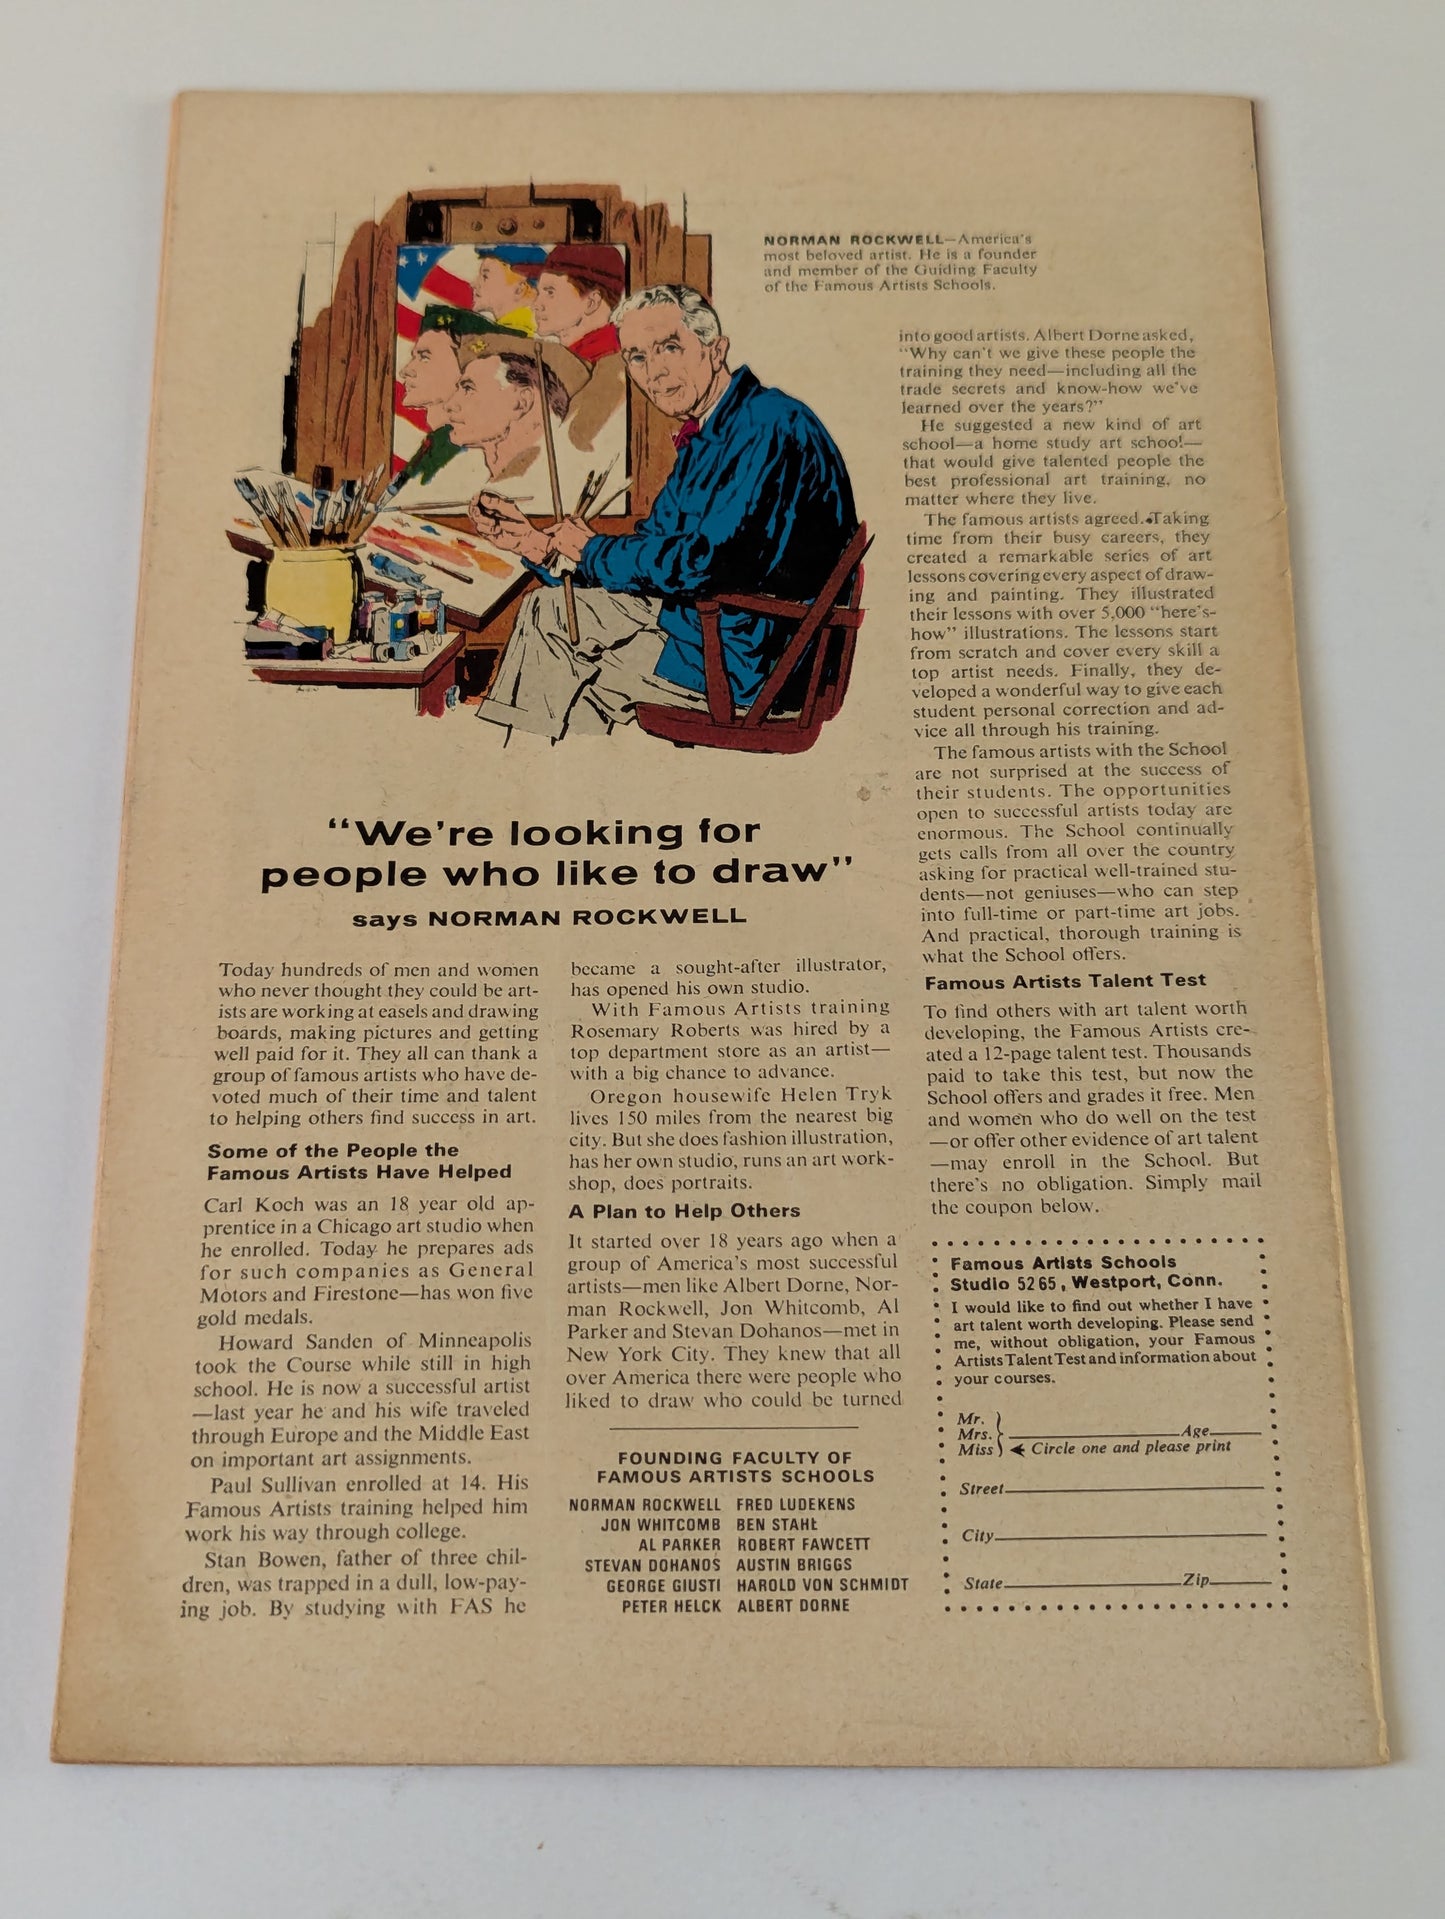 NORMAN ROCKWELL—America's
most beloved artist. He is a founder
and member of the Guiding Faculty
of the Famous Artists Schools.
"We're looking for
people who like to draw"
says NORMAN ROCKWELL
Today hundreds of men and women
who never thought they could be art-
ists are working at easels and drawing
boards, making pictures and getting
well paid for it. They all can thank a
group of famous artists who have de-
voted much of their time and talent
to helping others find success in art.
Some of the People the
Famous Artists Have Helped
Carl Koch was an 18 year old ap-
prentice in a Chicago art studio when
he enrolled. Today he prepares ads
for such companies as General
Motors and Firestone—has won five
gold medals.
Howard Sanden of Minneapolis
took the Course while still in high
school. He is now a successful artist
—last year he and his wife traveled
through Europe and the Middle East
on important art assignments.
Paul Sullivan enrolled at 14. His
Famous Artists training helped him
work his way through college.
Stan Bowen, father of three chil-
dren, was trapped in a dull, low-pay-
ing job. By studying with FAS he
became a sought-after illustrator,
has opened his own studio.
With Famous Artists training
Rosemary Roberts was hired by a
top department store as an artist—
with a big chance to advance.
Oregon housewife Helen Tryk
lives 150 miles from the nearest big
city. But she does fashion illustration,
has her own studio, runs an art work-
shop, does portraits.
A Plan to Help Others
It started over 18 years ago when a
group of America's most successful
artists—men like Albert Dorne, Nor-
man Rockwell, Jon Whitcomb, Al
Parker and Stevan Dohanos—met in
New York City. They knew that all
over America there were people who
liked to draw who could be turned
into good artists. Albert Dorne asked,
"Why can't we give these people the
training they need—including all the
trade secrets and know-how we've
learned over the years?"
He suggested a new kind of art
school—a home study art school—
that would give talented people the
best professional art training, no
matter where they live.
The famous artists agreed. Taking
time from their busy careers, they
created a remarkable series of art
lessons covering every aspect of draw-
ing and painting. They illustrated
their lessons with over 5,000 "here's-
how" illustrations. The lessons start
from scratch and cover every skill a
top artist needs. Finally, they de-
veloped a wonderful way to give each
student personal correction and ad-
vice all through his training.
The famous artists with the School
are not surprised at the success of
their students. The opportunities
open to successful artists today are
enormous. The School continually
gets calls from all over the country
asking for practical well-trained stu-
dents—not geniuses—who can step
into full-time or part-time art jobs.
And practical, thorough training is
what the School offers.
Famous Artists Talent Test
To find others with art talent worth
developing, the Famous Artists cre-
ated a 12-page talent test. Thousands
paid to take this test, but now the
School offers and grades it free. Men
and women who do well on the test
—or offer other evidence of art talent
—may enroll in the School. But
there's no obligation. Simply mail
the coupon below.
FOUNDING FACULTY OF
FAMOUS ARTISTS SCHOOLS
NORMAN ROCKWELL FRED LUDEKENS
JON WHITCOMB BEN STAHL
AL PARKER ROBERT FAWCETT
STEVAN DOHANOS AUSTIN BRIGGS
GEORGE GIUSTI HAROLD VON SCHMIDT
PETER HELCK ALBERT DORNE
Famous Artists Schools
Studio 5265, Westport, Conn.
I would like to find out whether I have
art talent worth developing. Please send
me, without obligation, your Famous
Artists Talent Test and information about
your courses.
Mr.
Mrs. Age
Miss Circle one and please print
Street
City
State Zip